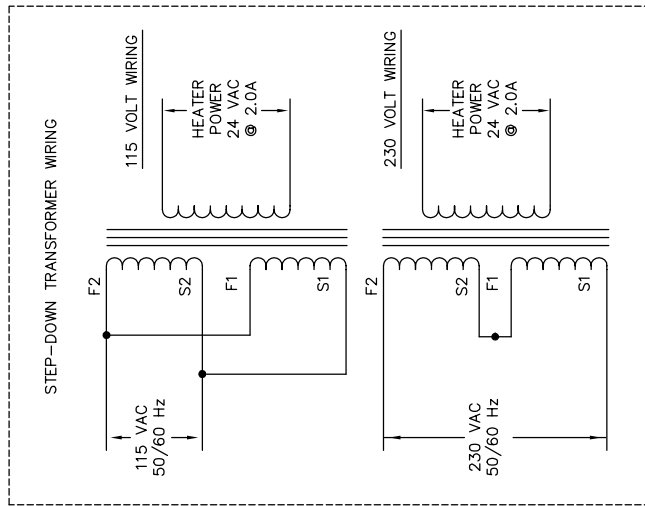 STEP-DOWN TRANSFORMER WIRING
115 VOLT WIRING
HEATER
POWER
24 VAC
@ 2.0A
F2
S2
F1
S1
115 VAC
50/60 Hz
230 VOLT WIRING
HEATER
POWER
24 VAC
@ 2.0A
F2
S2
F1
S1
230 VAC
50/60 Hz